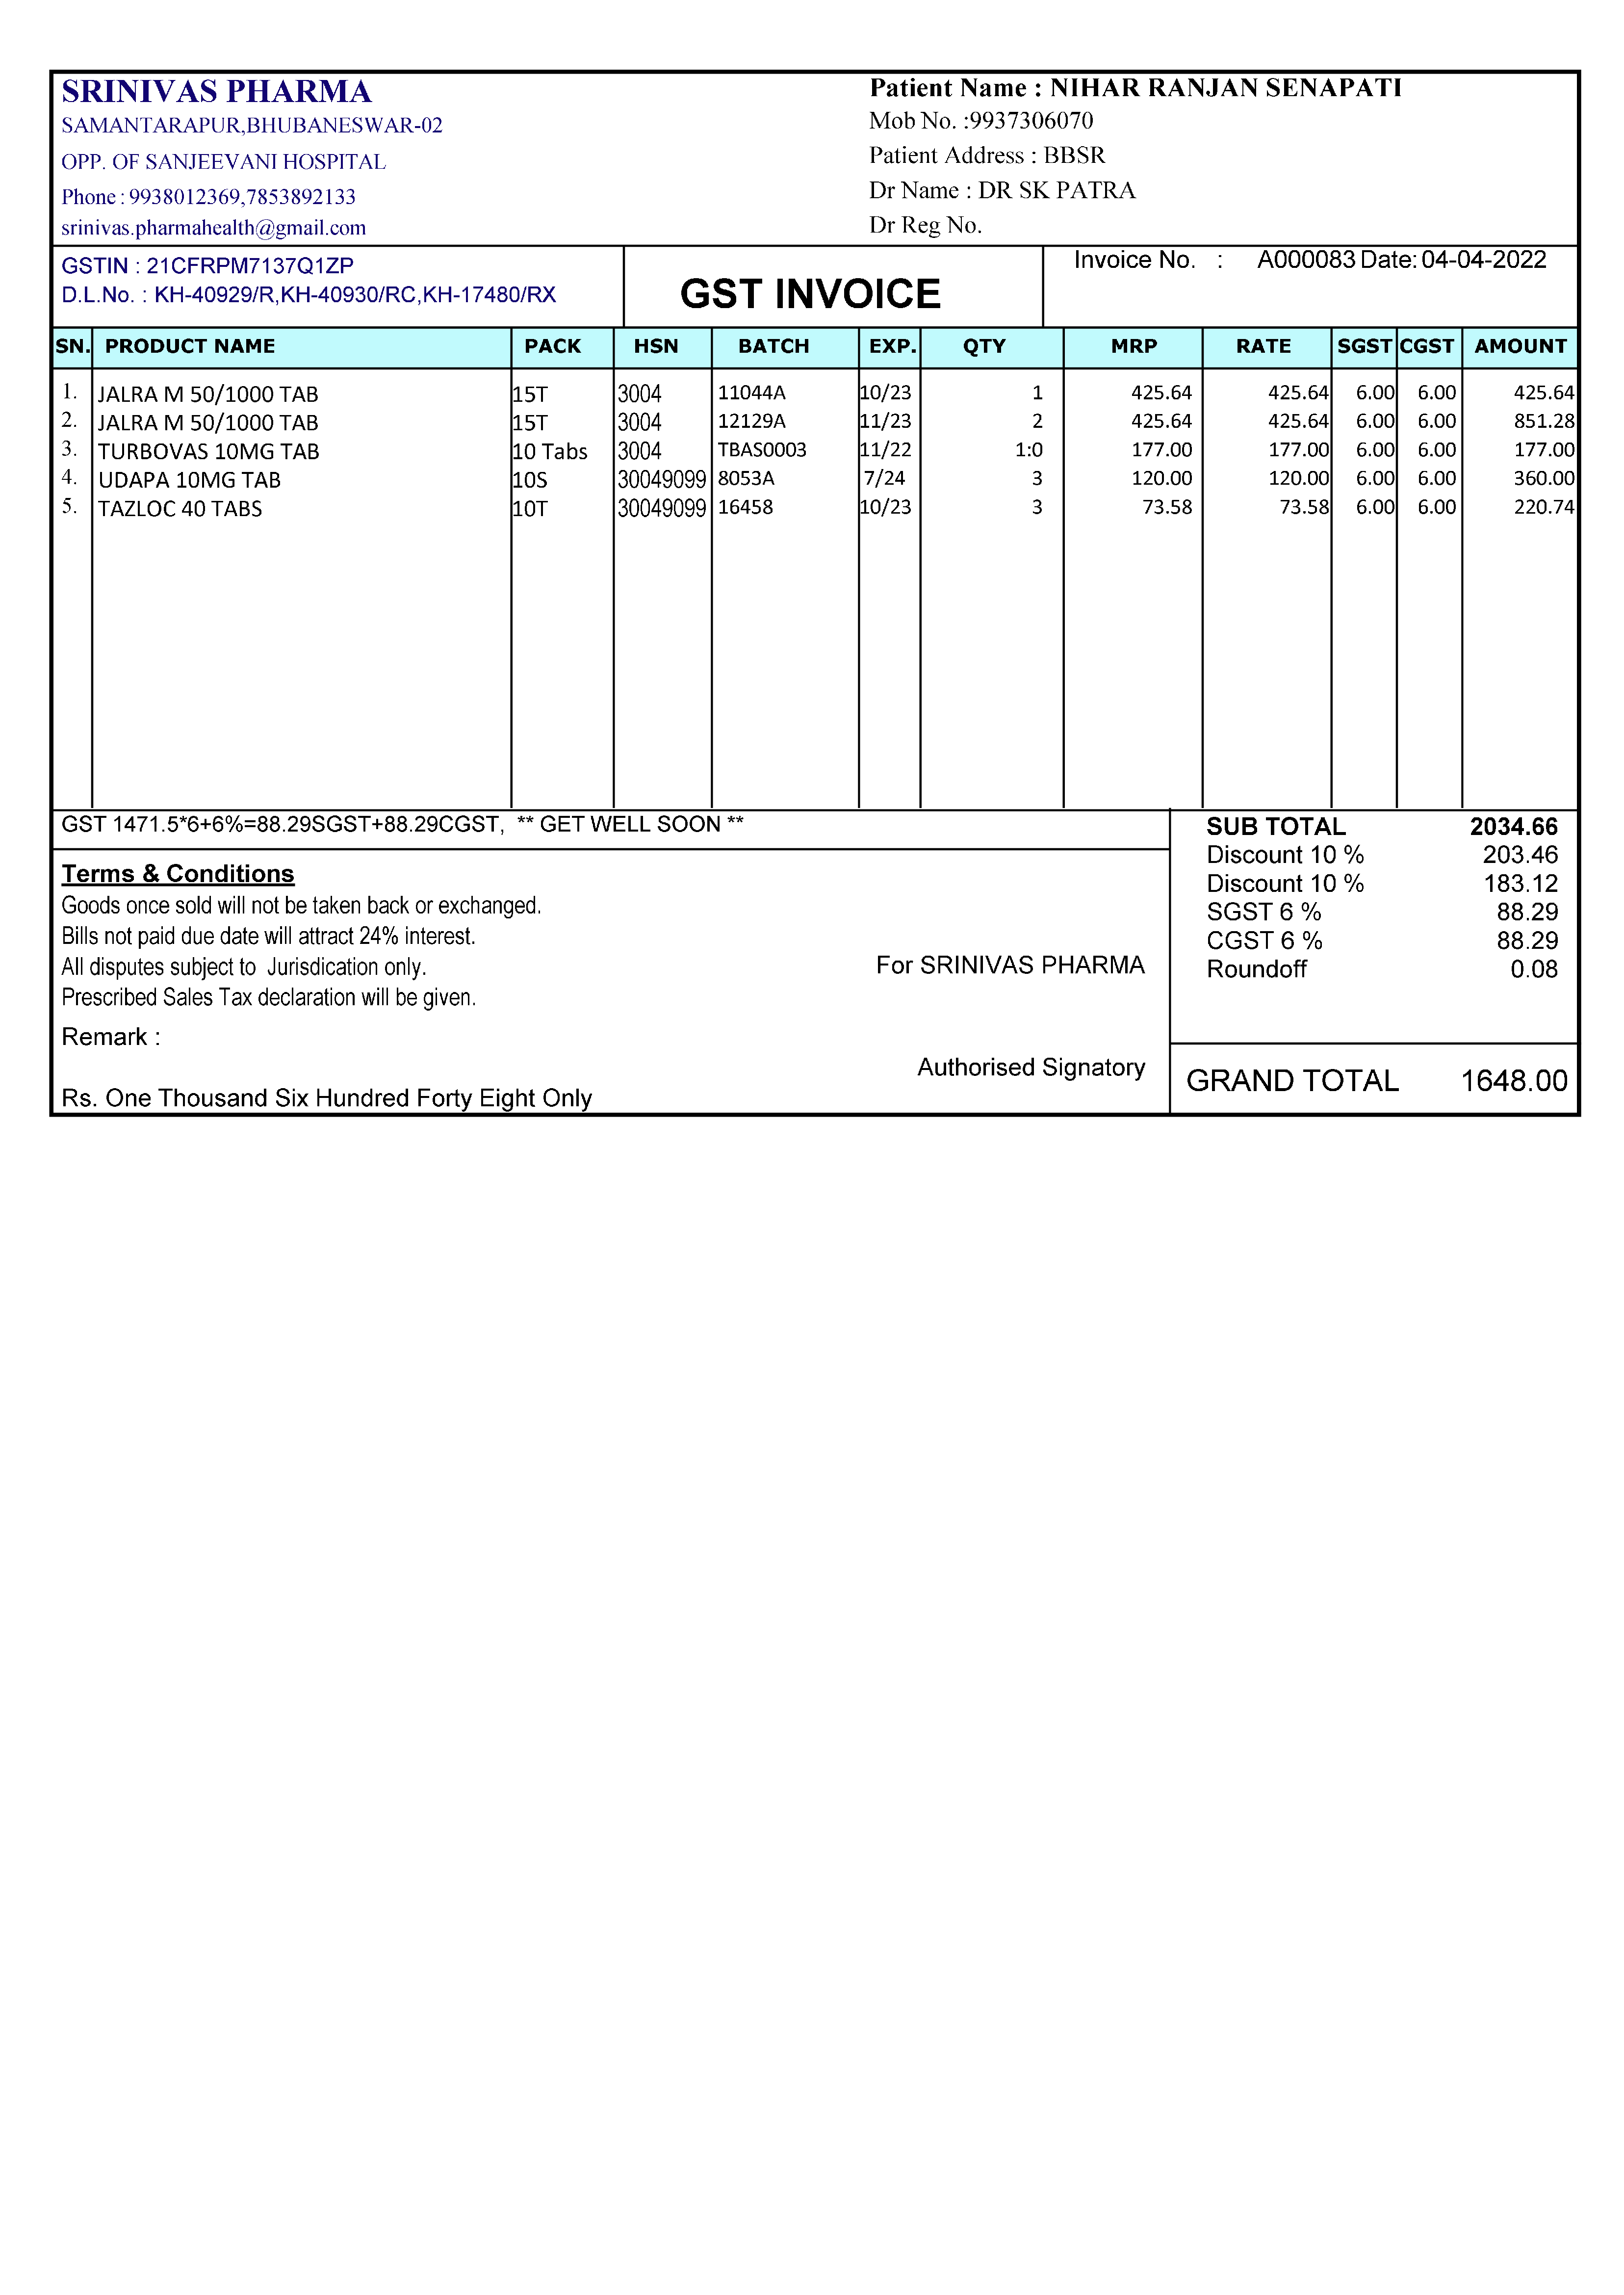 SRINIVAS PHARMA
SAMANTARAPUR,BHUBANESWAR-02
OPP. OF SANJEEVANI HOSPITAL
Phone : 9938012369,7853892133
srinivas.pharmahealth@gmail.com
Patient Name : NIHAR RANJAN SENAPATI
Mob No. :9937306070
Patient Address : BBSR
Dr Name : DR SK PATRA
Dr Reg No.
GSTIN : 21CFRPM7137Q1ZP
D.L.No. : KH-40929/R,KH-40930/RC,KH-17480/RX
GST INVOICE
Invoice No. : A000083 Date: 04-04-2022
SN. PRODUCT NAME PACK HSN BATCH EXP. QTY MRP RATE SGST CGST AMOUNT
1. JALRA M 50/1000 TAB 15T 3004 11044A 10/23 1 425.64 425.64 6.00 6.00 425.64
2. JALRA M 50/1000 TAB 15T 3004 12129A 11/23 2 425.64 425.64 6.00 6.00 851.28
3. TURBOVAS 10MG TAB 10 Tabs 3004 TBAS0003 11/22 1:0 177.00 177.00 6.00 6.00 177.00
4. UDAPA 10MG TAB 10S 30049099 8053A 7/24 3 120.00 120.00 6.00 6.00 360.00
5. TAZLOC 40 TABS 10T 30049099 16458 10/23 3 73.58 73.58 6.00 6.00 220.74
GST 1471.5*6+6%=88.29SGST+88.29CGST, ** GET WELL SOON **
Terms & Conditions
Goods once sold will not be taken back or exchanged.
Bills not paid due date will attract 24% interest.
All disputes subject to Jurisdication only.
Prescribed Sales Tax declaration will be given.
Remark :
Rs. One Thousand Six Hundred Forty Eight Only
For SRINIVAS PHARMA
Authorised Signatory
SUB TOTAL 2034.66
Discount 10 % 203.46
Discount 10 % 183.12
SGST 6 % 88.29
CGST 6 % 88.29
Roundoff 0.08
GRAND TOTAL 1648.00